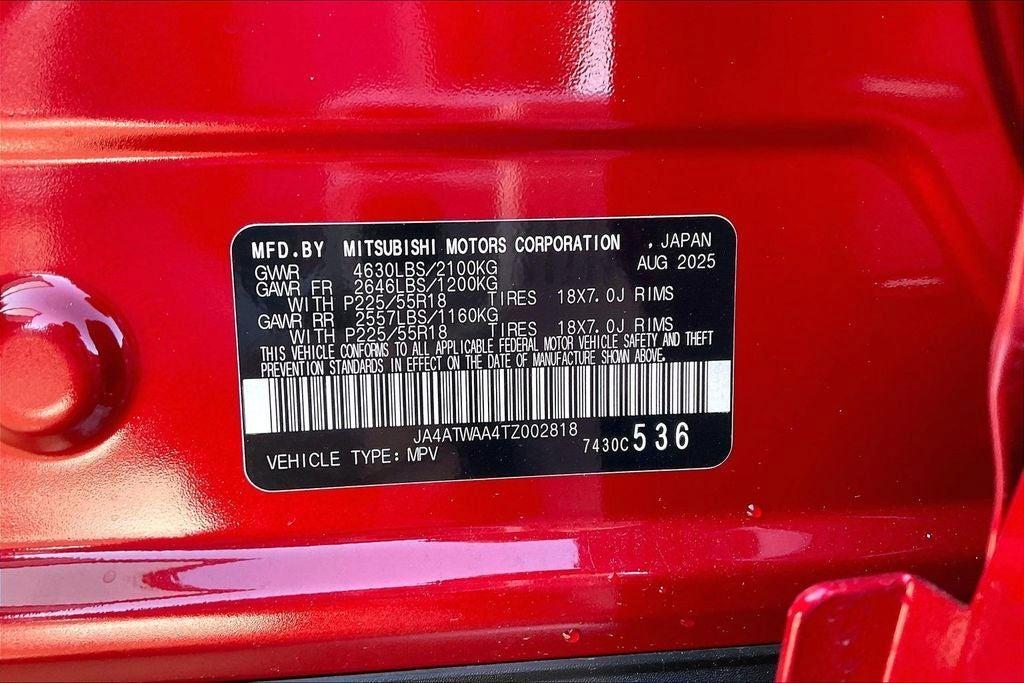 MFD.BY MITSUBISHI MOTORS CORPORATION , JAPAN
GVWR 4630LBS/2100KG AUG 2025
GAWR FR 2646LBS/1200KG
WITH P225/55R18 TIRES 18X7.0J RIMS
GAWR RR 2557LBS/1160KG
WITH P225/55R18 TIRES 18X7.0J RIMS
THIS VEHICLE CONFORMS TO ALL APPLICABLE FEDERAL MOTOR VEHICLE SAFETY AND THEFT
PREVENTION STANDARDS IN EFFECT ON THE DATE OF MANUFACTURE SHOWN ABOVE.
JA4ATWAA4TZ002818
VEHICLE TYPE: MPV 7430C 536